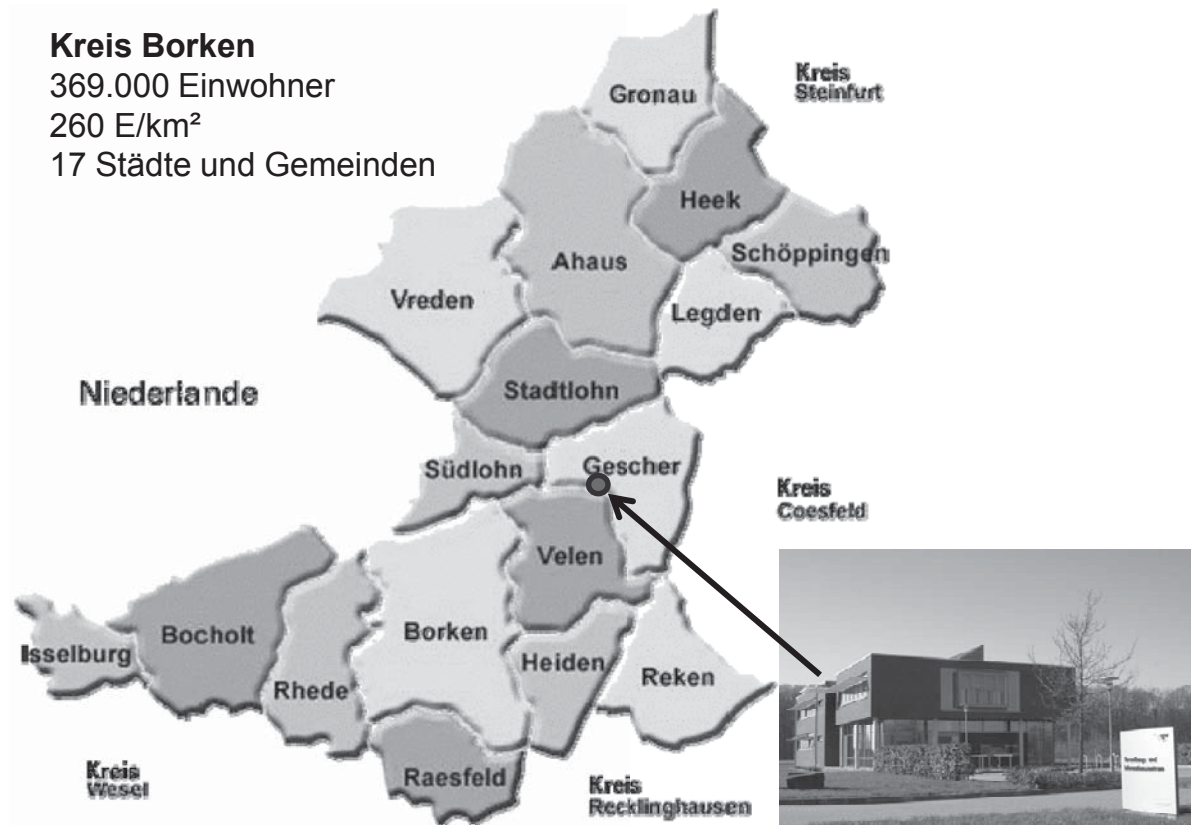 Kreis Borken
369.000 Einwohner
260 E/km²
17 Städte und Gemeinden
Gronau
Kreis
Steinfurt
Heek
Schöppingen
Ahaus
Vreden
Legden
Niederlande
Stadtlohn
Südlohn
Gescher
Kreis
Coesfeld
Velen
Isselburg
Bocholt
Rhede
Borken
Heiden
Reken
Kreis
Wesel
Raesfeld
Kreis
Recklinghausen